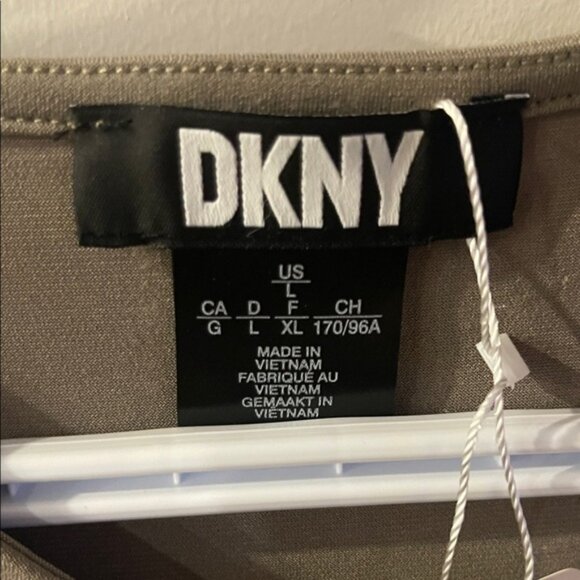 DKNY
US
L
CA D F CH
G L XL 170/96A
MADE IN
VIETNAM
FABRIQUÉ AU
VIETNAM
GEMAAKT IN
VIETNAM